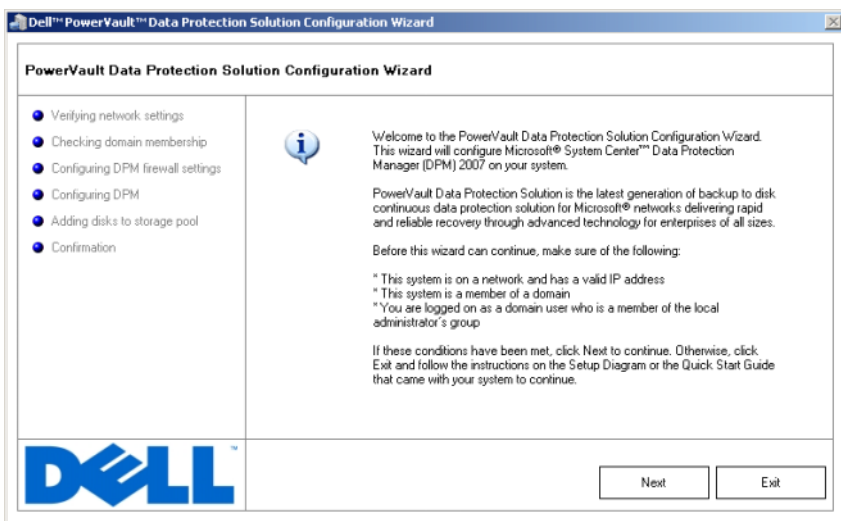 Dell™ PowerVault™ Data Protection Solution Configuration Wizard
PowerVault Data Protection Solution Configuration Wizard
Verifying network settings
Checking domain membership
Configuring DPM firewall settings
Configuring DPM
Adding disks to storage pool
Confirmation
Welcome to the PowerVault Data Protection Solution Configuration Wizard.
This wizard will configure Microsoft® System Center™ Data Protection
Manager (DPM) 2007 on your system.
PowerVault Data Protection Solution is the latest generation of backup to disk
continuous data protection solution for Microsoft® networks delivering rapid
and reliable recovery through advanced technology for enterprises of all sizes.
Before this wizard can continue, make sure of the following:
* This system is on a network and has a valid IP address
* This system is a member of a domain
* You are logged on as a domain user who is a member of the local
administrator's group
If these conditions have been met, click Next to continue. Otherwise, click
Exit and follow the instructions on the Setup Diagram or the Quick Start Guide
that came with your system to continue.
DELL™
Next
Exit